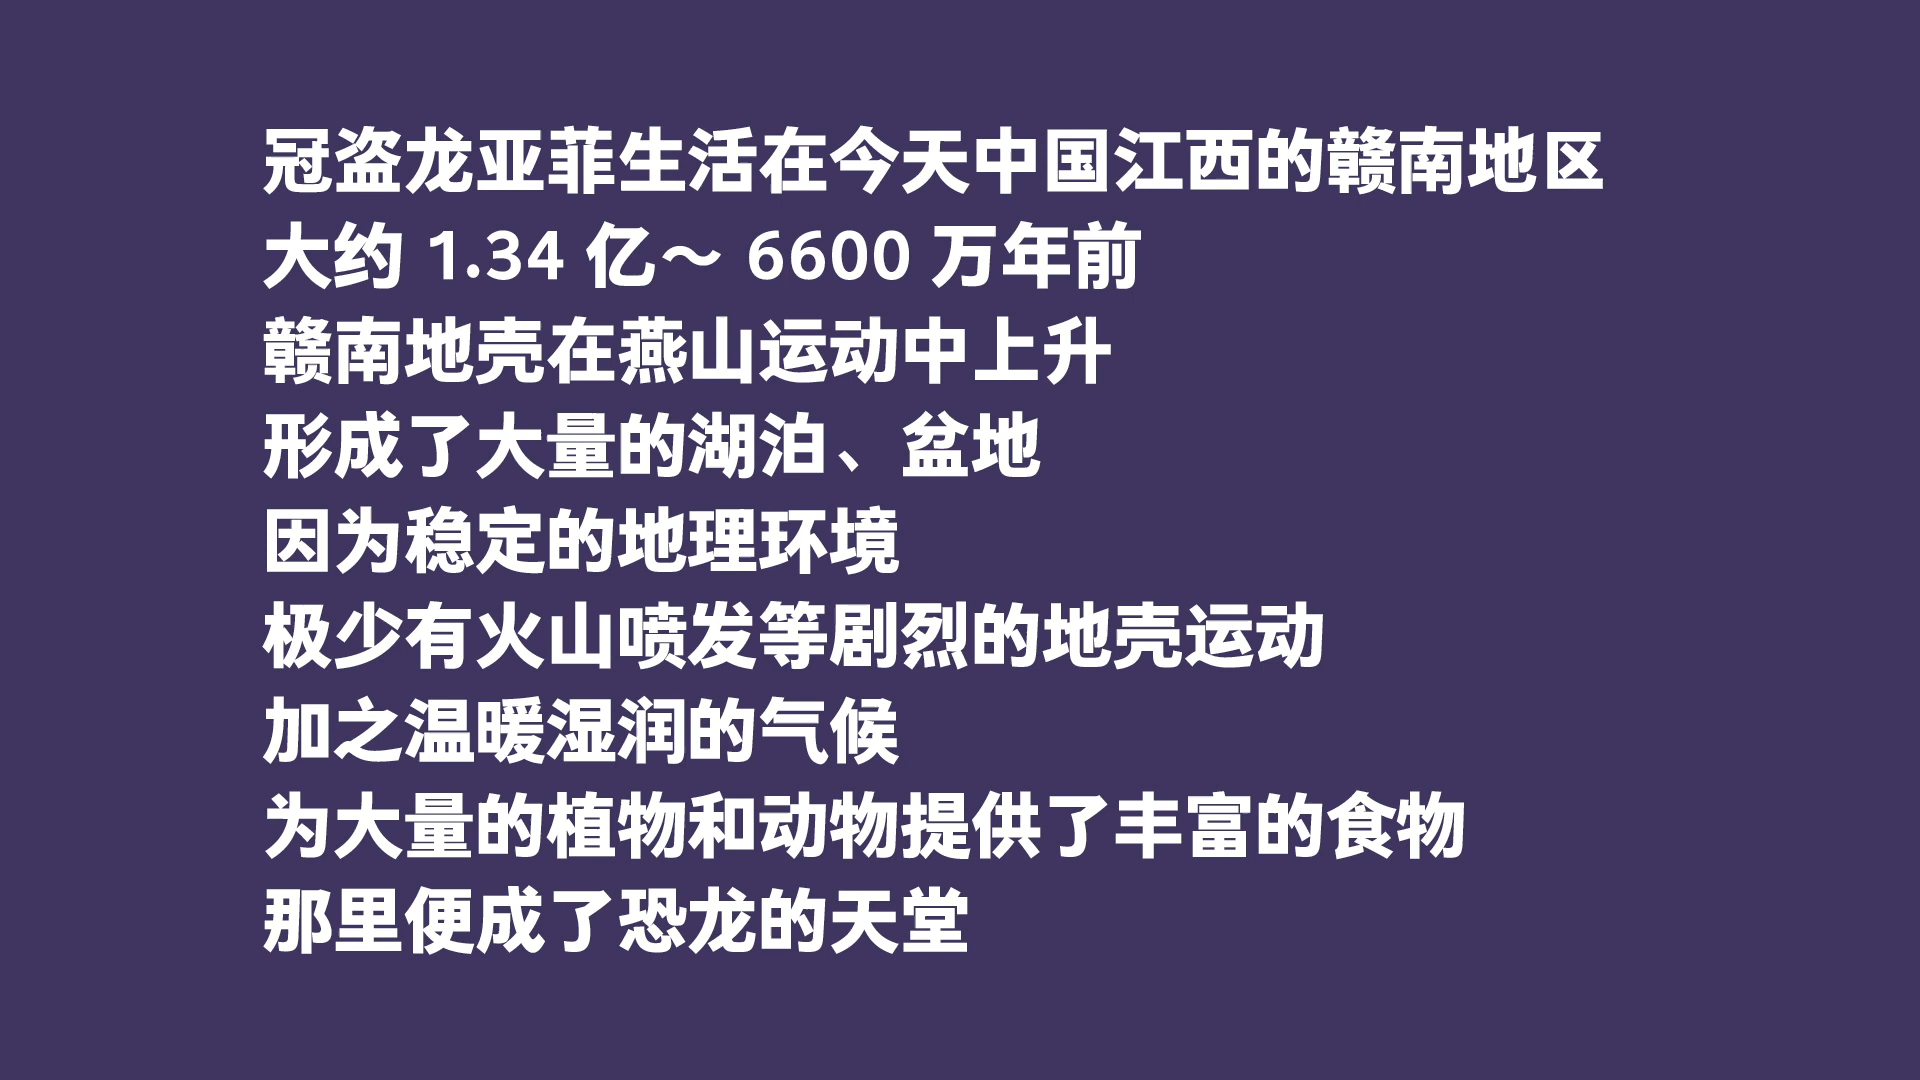 冠盗龙亚菲生活在今天中国江西的赣南地区
大约 1.34 亿～ 6600 万年前
赣南地壳在燕山运动中上升
形成了大量的湖泊、盆地
因为稳定的地理环境
极少有火山喷发等剧烈的地壳运动
加之温暖湿润的气候
为大量的植物和动物提供了丰富的食物
那里便成了恐龙的天堂